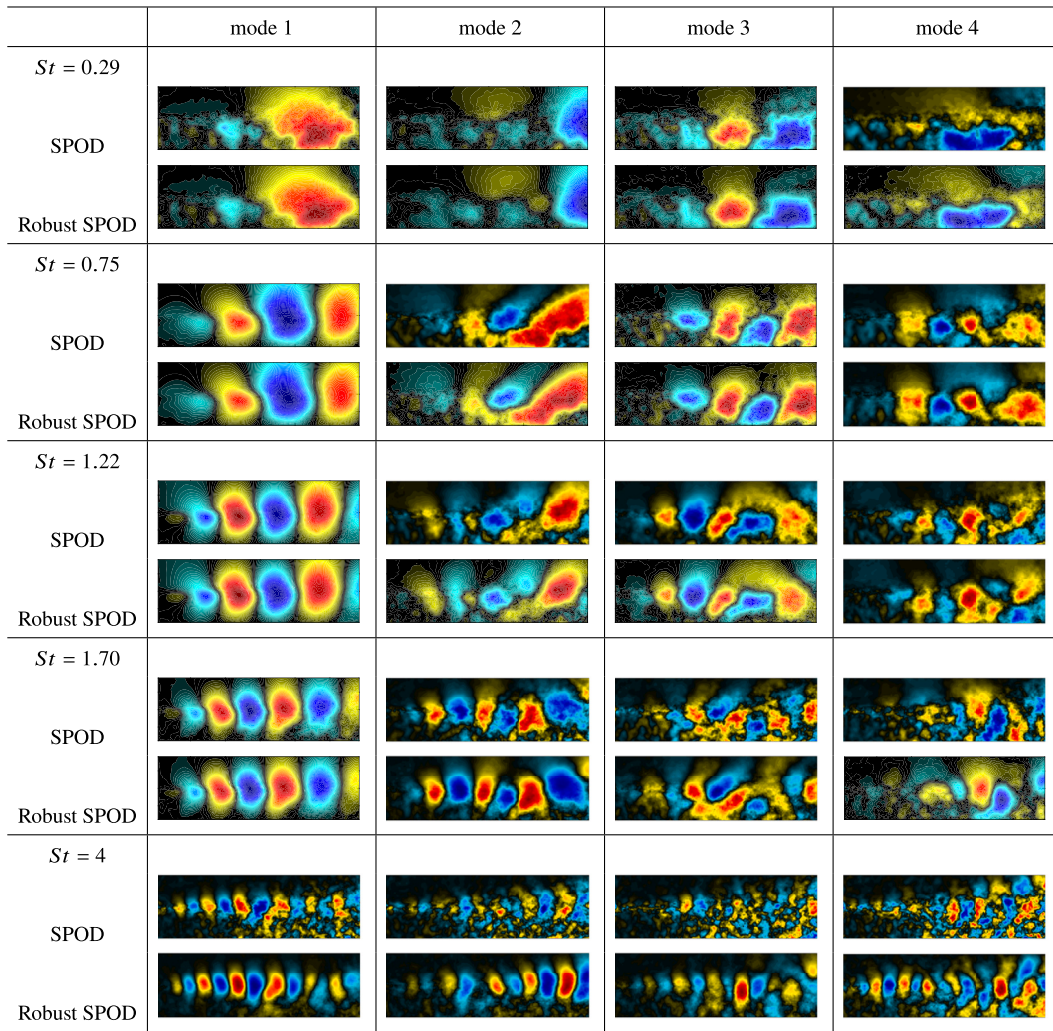 mode 1 mode 2 mode 3 mode 4
St = 0.29
SPOD
Robust SPOD
St = 0.75
SPOD
Robust SPOD
St = 1.22
SPOD
Robust SPOD
St = 1.70
SPOD
Robust SPOD
St = 4
SPOD
Robust SPOD